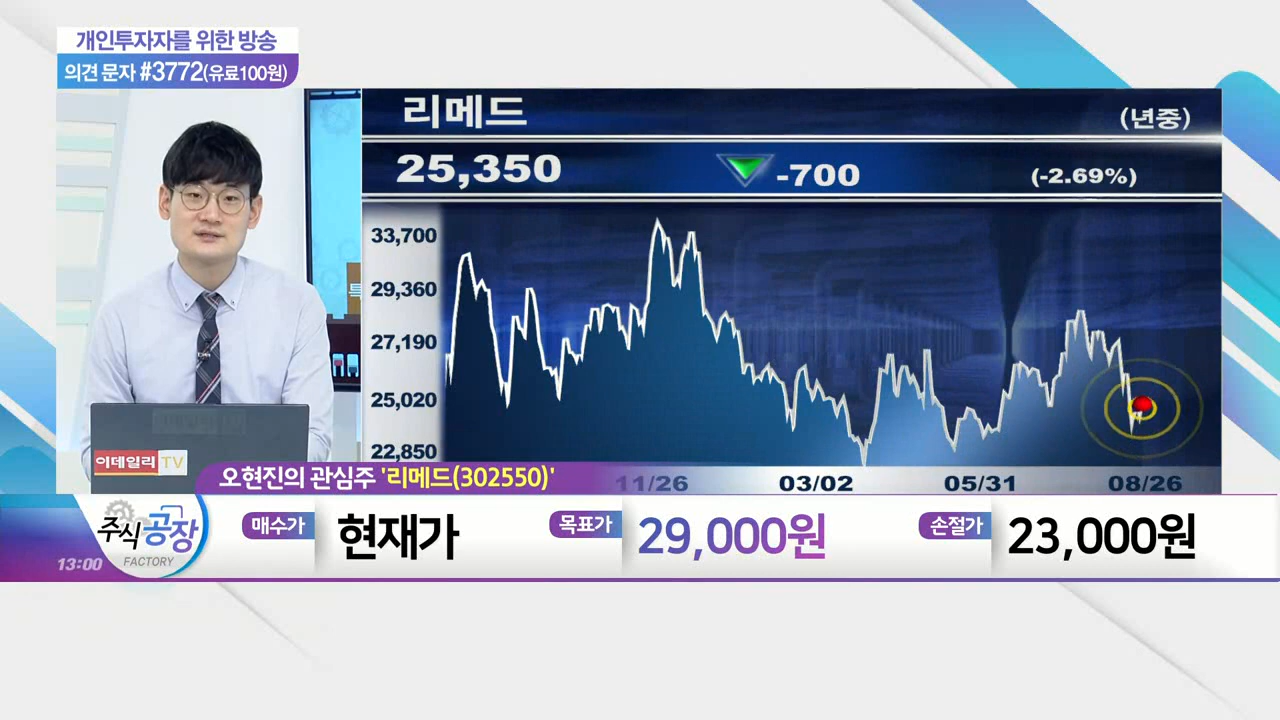 개인투자자를 위한 방송
의견 문자 #3772(유료100원)
리메드
(년중)
25,350
-700
(-2.69%)
33,700
29,360
27,190
25,020
22,850
11/26
03/02
05/31
08/26
특
이데일리 TV
오현진의 관심주 '리메드(302550)'
주식공장
FACTORY
13:00
매수가
현재가
목표가
29,000원
손절가
23,000원